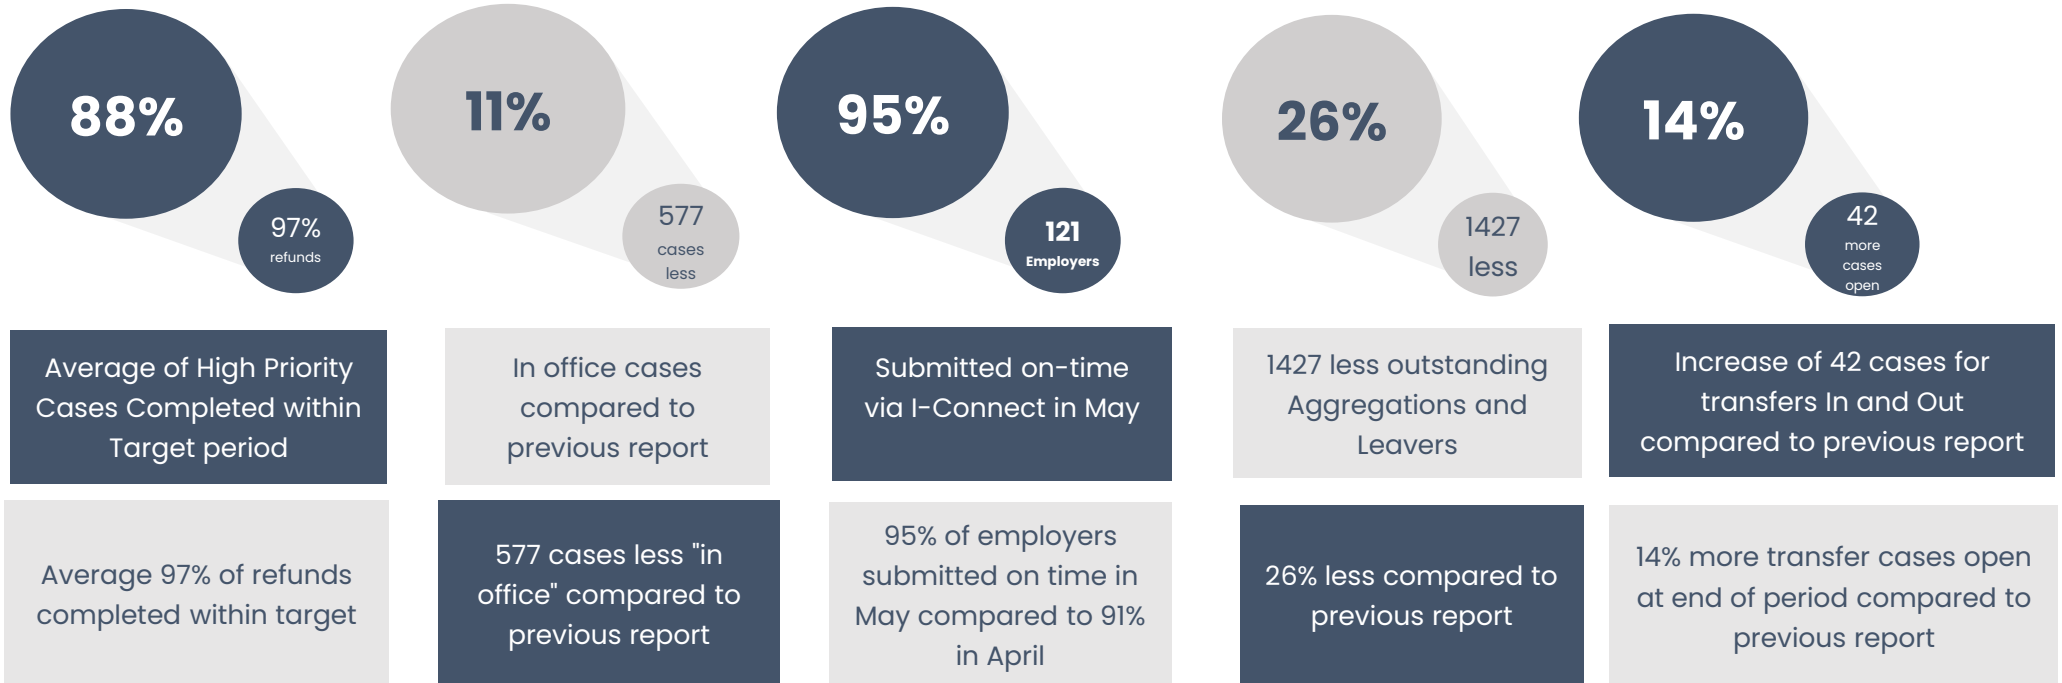 88%
97%
refunds
11%
577
cases
less
95%
121
Employers
26%
1427
less
14%
42
more
cases
open
Average of High Priority
Cases Completed within
Target period
In office cases
compared to
previous report
Submitted on-time
via I-Connect in May
1427 less outstanding
Aggregations and
Leavers
Increase of 42 cases for
transfers In and Out
compared to previous report
Average 97% of refunds
completed within target
577 cases less "in
office" compared to
previous report
95% of employers
submitted on time in
May compared to 91%
in April
26% less compared to
previous report
14% more transfer cases open
at end of period compared to
previous report